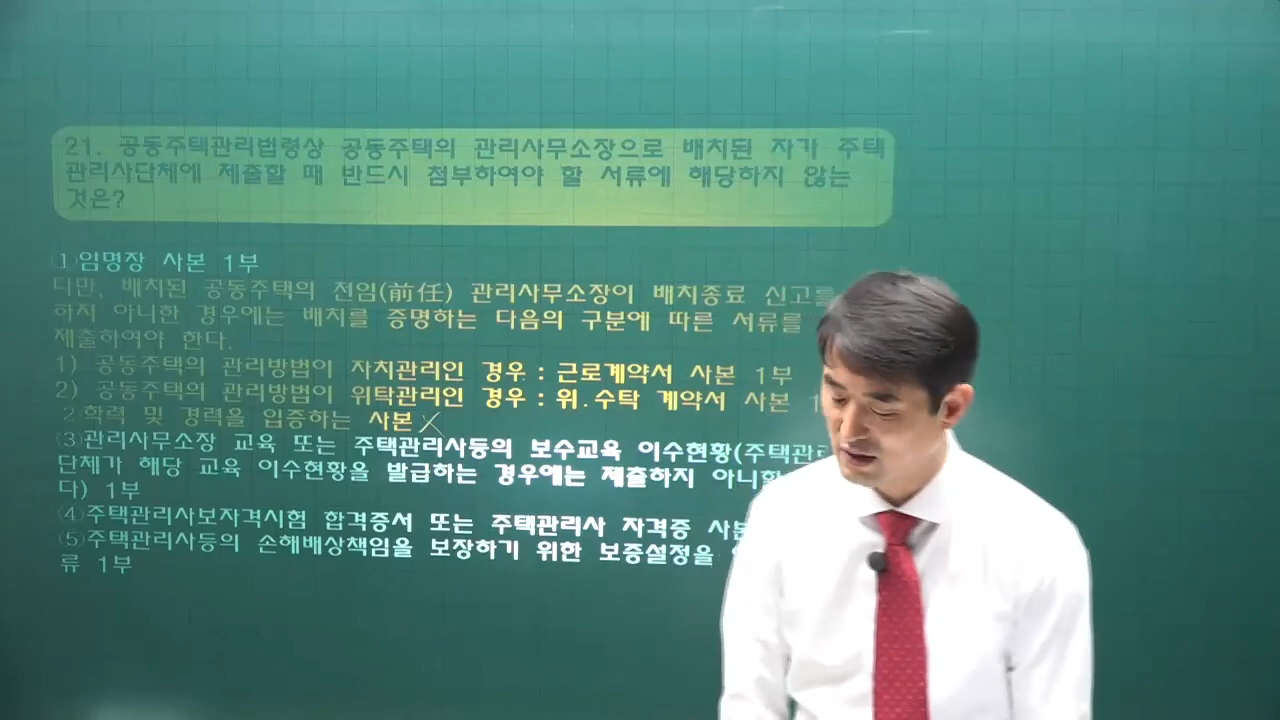 21. 공동주택관리법령상 공동주택의 관리사무소장으로 배치된 자가 주택
관리사단체에 제출할 때 반드시 첨부하여야 할 서류에 해당하지 않는
것은?
①임명장 사본 1부
다만, 배치된 공동주택의 전임(前任) 관리사무소장이 배치종료 신고를
하지 아니한 경우에는 배치를 증명하는 다음의 구분에 따른 서류를
제출하여야 한다.
1) 공동주택의 관리방법이 자치관리인 경우 : 근로계약서 사본 1부
2) 공동주택의 관리방법이 위탁관리인 경우 : 위.수탁 계약서 사본
2.학력 및 경력을 입증하는 사본 X
③관리사무소장 교육 또는 주택관리사등의 보수교육 이수현황(주택관리
단체가 해당 교육 이수현황을 발급하는 경우에는 제출하지 아니할
다) 1부
④주택관리사보자격시험 합격증서 또는 주택관리사 자격증 사본
⑤주택관리사등의 손해배상책임을 보장하기 위한 보증설정을
류 1부